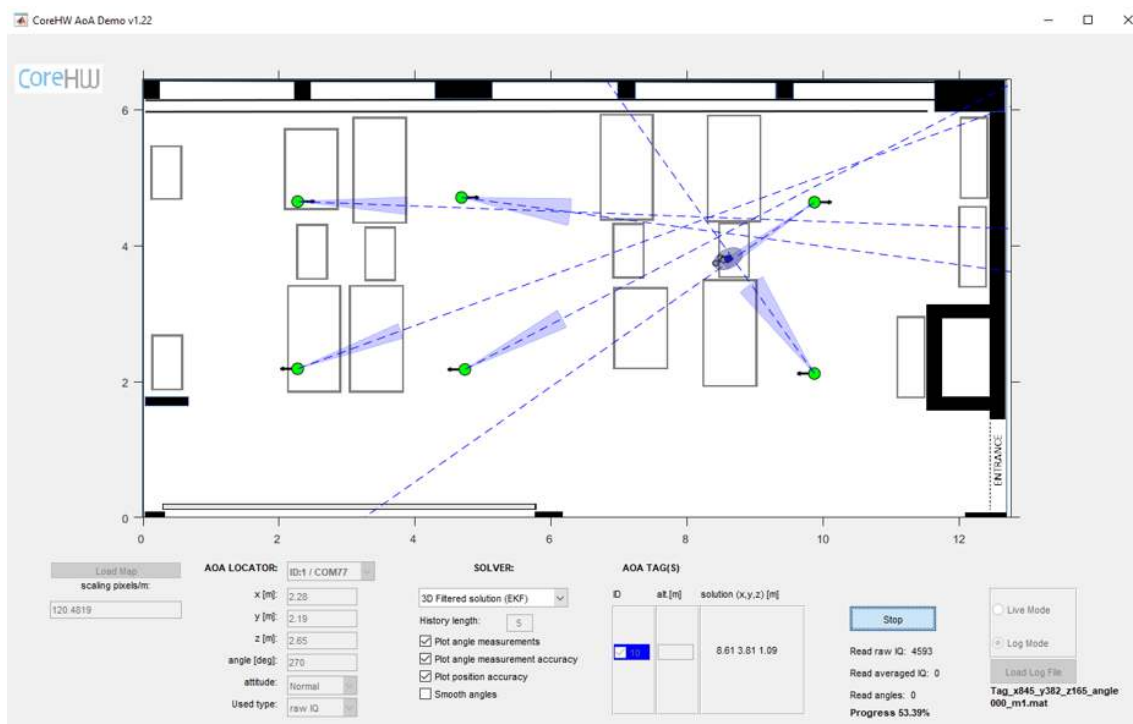 CoreHW AoA Demo v1.22
CoreHW
6
4
2
0
ENTRANCE
0 2 4 6 8 10 12
Load Map
scaling pixels/m:
120.4819
AOA LOCATOR: ID:1 / COM77
x [m]: 2.28
y [m]: 2.19
z [m]: 2.65
angle [deg]: 270
attitude: Normal
Used type: raw IQ
SOLVER:
3D Filtered solution (EKF)
History length: 5
Plot angle measurements
Plot angle measurement accuracy
Plot position accuracy
Smooth angles
AOA TAG(S)
ID alt.[m] solution (x,y,z) [m]
10 8.61 3.81 1.09
Stop
Read raw IQ: 4593
Read averaged IQ: 0
Read angles: 0
Progress 53.39%
Live Mode
Log Mode
Load Log File
Tag_x845_y382_z165_angle
000_m1.mat